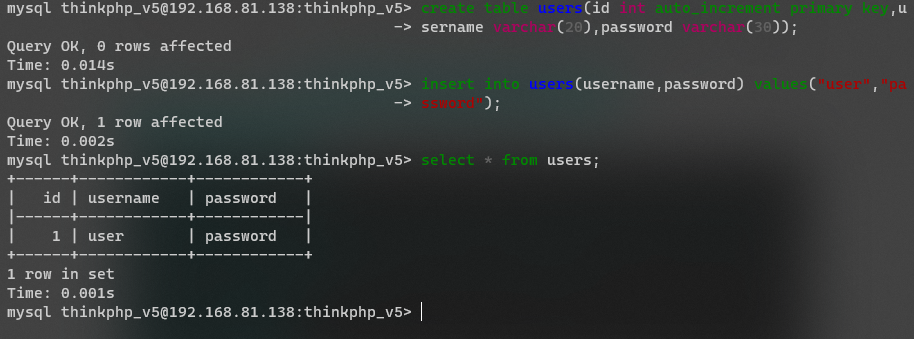 mysql thinkphp_v5@192.168.81.138:thinkphp_v5> create table users(id int auto_increment primary key,u
-> sername varchar(20),password varchar(30));
Query OK, 0 rows affected
Time: 0.014s
mysql thinkphp_v5@192.168.81.138:thinkphp_v5> insert into users(username,password) values("user","pa
-> ssword");
Query OK, 1 row affected
Time: 0.002s
mysql thinkphp_v5@192.168.81.138:thinkphp_v5> select * from users;
+------+------------+------------+
|   id | username   | password   |
|------+------------+------------|
|    1 | user       | password   |
+------+------------+------------+
1 row in set
Time: 0.001s
mysql thinkphp_v5@192.168.81.138:thinkphp_v5>